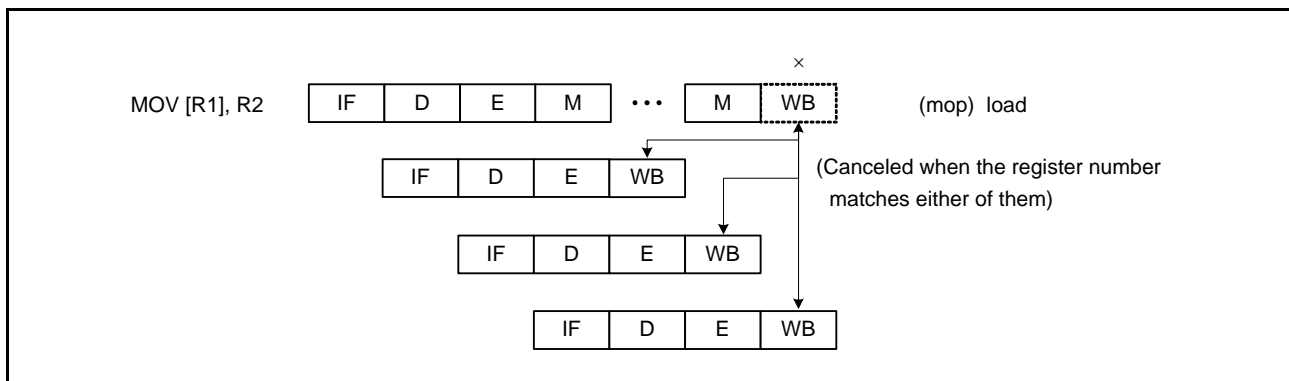 ×
MOV [R1], R2 IF D E M ••• M WB (mop) load
IF D E WB
(Canceled when the register number
matches either of them)
IF D E WB
IF D E WB